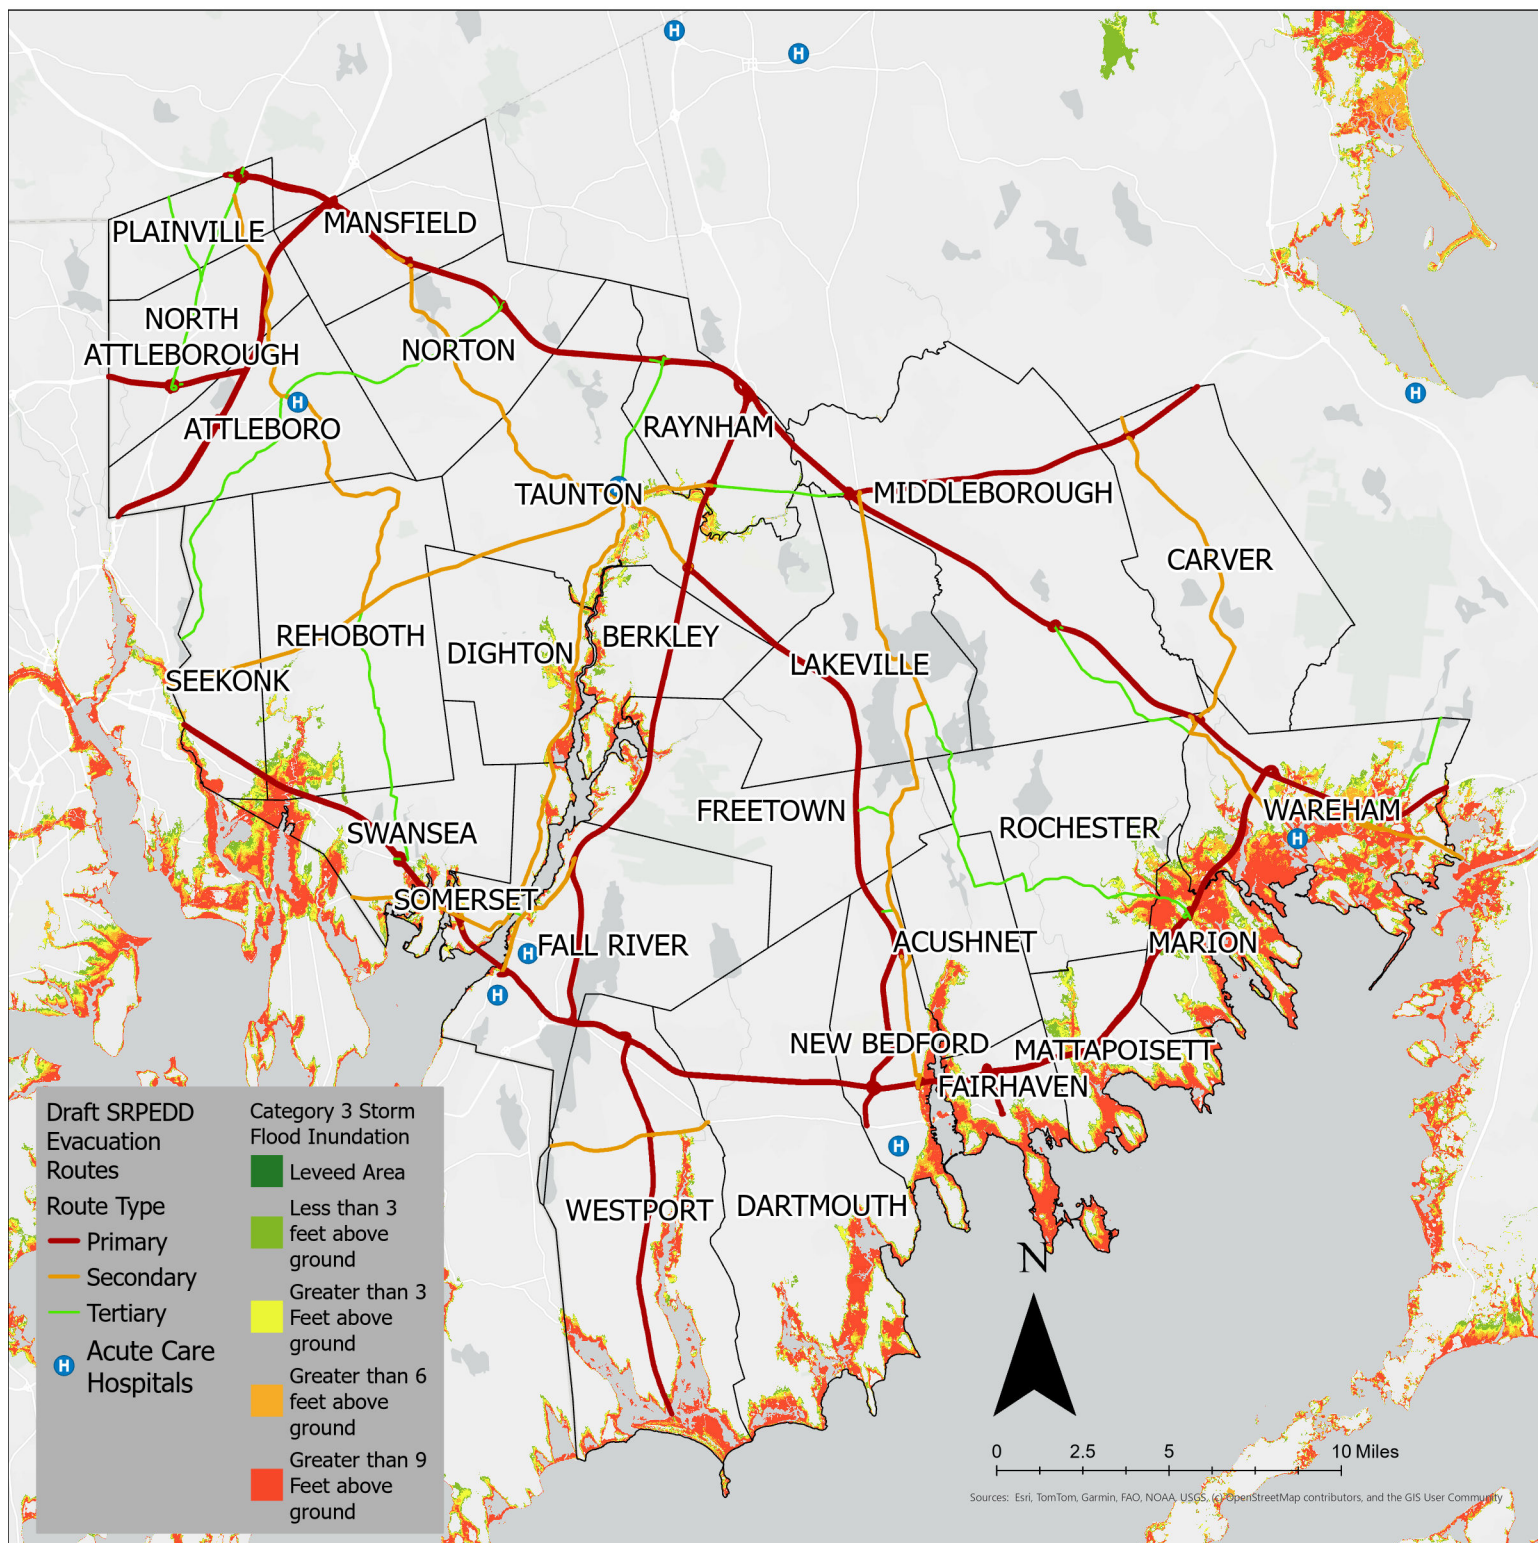 H
H
PLAINVILLE
MANSFIELD
NORTH
ATTLEBOROUGH
NORTON
H
H
ATTLEBORO
RAYNHAM
H
TAUNTON
MIDDLEBOROUGH
CARVER
REHOBOTH
DIGHTON
BERKLEY
LAKEVILLE
SEEKONK
SWANSEA
FREETOWN
ROCHESTER
WAREHAM
H
SOMERSET
H
FALL RIVER
ACUSHNET
MARION
H
NEW BEDFORD
MATTAPOISETT
FAIRHAVEN
H
WESTPORT
DARTMOUTH
Draft SRPEDD
Evacuation
Routes
Route Type
Primary
Secondary
Tertiary
H
Acute Care
Hospitals
Category 3 Storm
Flood Inundation
Leveed Area
Less than 3
feet above
ground
Greater than 3
Feet above
ground
Greater than 6
feet above
ground
Greater than 9
Feet above
ground
N
0 2.5 5 10 Miles
Sources: Esri, TomTom, Garmin, FAO, NOAA, USGS, (c) OpenStreetMap contributors, and the GIS User Community